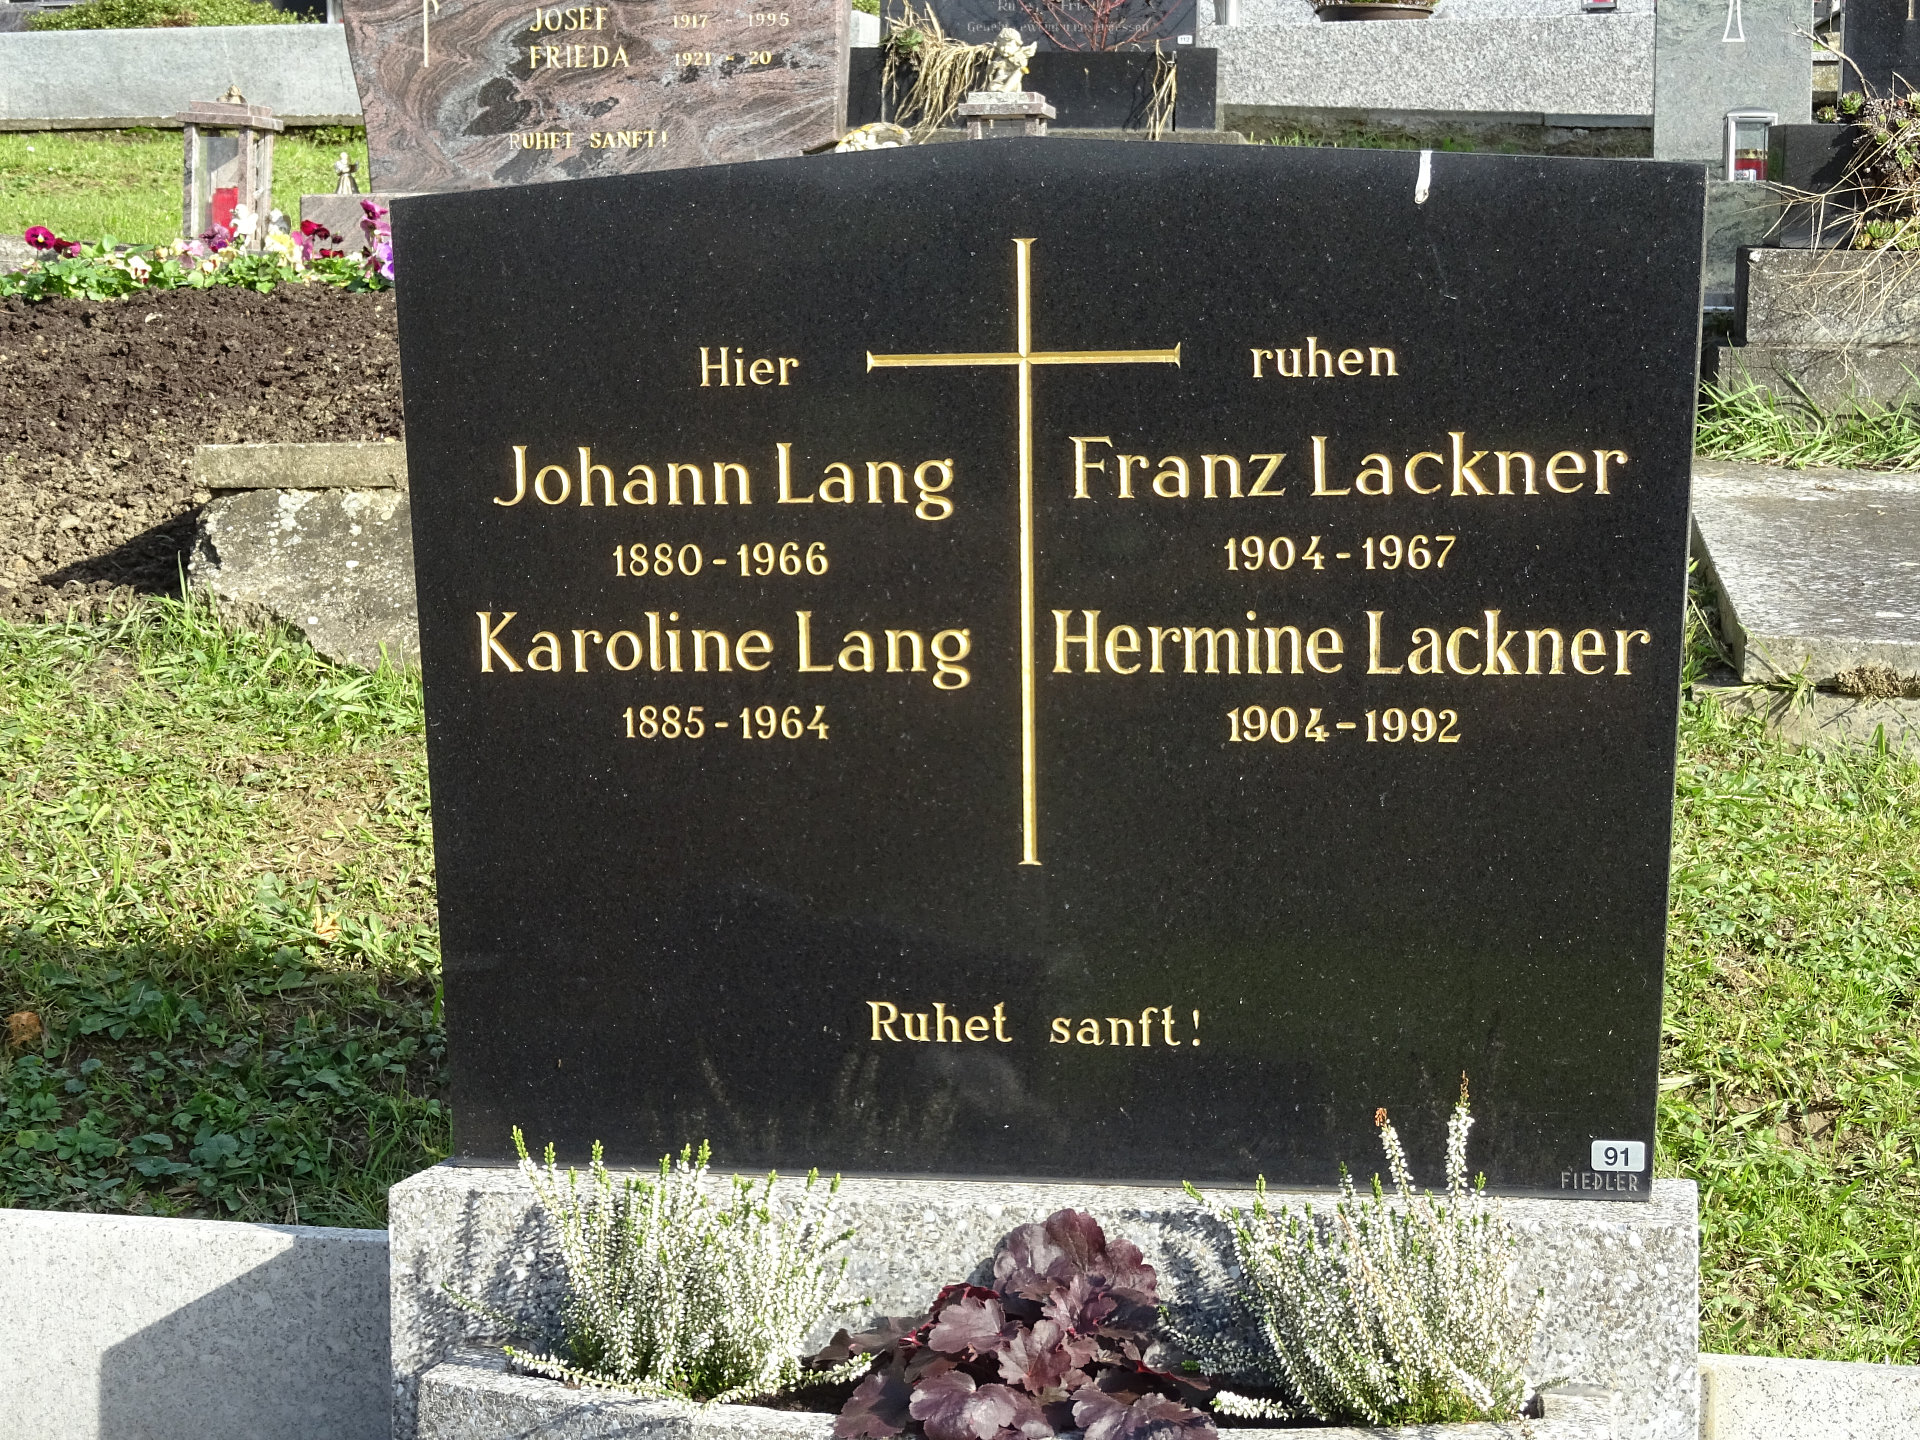 JOSEF 1917 - 1995
FRIEDA 1921 - 20
RUHET SANFT!
Hier ruhen
Johann Lang
1880-1966
Karoline Lang
1885-1964
Franz Lackner
1904-1967
Hermine Lackner
1904-1992
Ruhet sanft!
91
FIEDLER